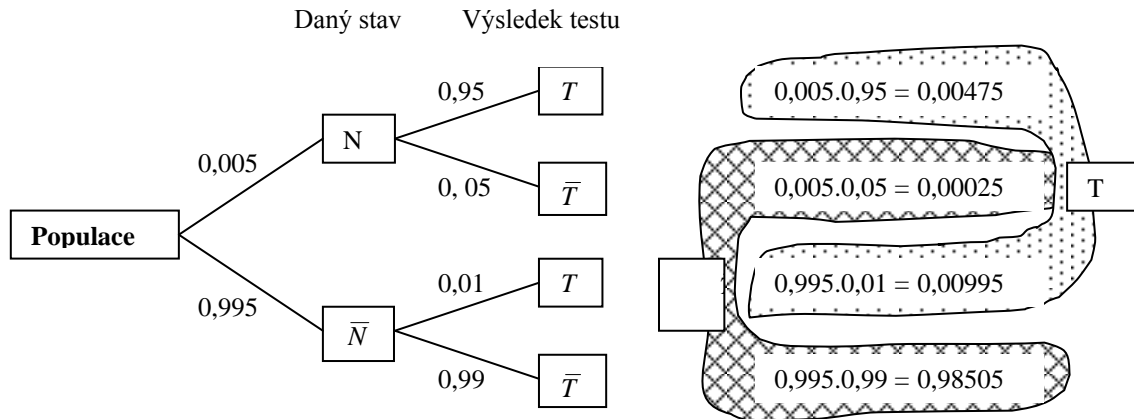 Daný stav Výsledek testu
0,95 T 0,005.0,95 = 0,00475
N
0,005
0, 05 T̅ 0,005.0,05 = 0,00025 T
Populace
0,01 T 0,995.0,01 = 0,00995
0,995
N̅
0,99 T̅ 0,995.0,99 = 0,98505